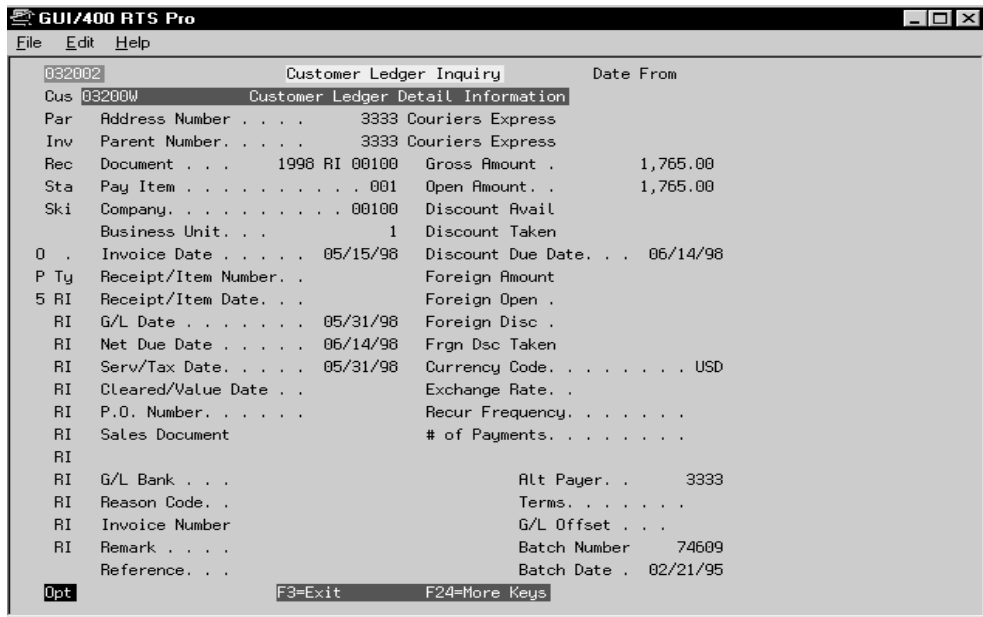 GUI/400 RTS Pro
File Edit Help
032002 Customer Ledger Inquiry Date From
Cus 03200W Customer Ledger Detail Information
Par Address Number . . . . 3333 Couriers Express
Inv Parent Number. . . . . 3333 Couriers Express
Rec Document . . . 1998 RI 00100 Gross Amount . 1,765.00
Sta Pay Item . . . . . . . . . . . 001 Open Amount. . 1,765.00
Ski Company. . . . . . . . . . . 00100 Discount Avail
Business Unit. . . 1 Discount Taken
O . Invoice Date . . . . . 05/15/98 Discount Due Date. . . 06/14/98
P Ty Receipt/Item Number. . Foreign Amount
5 RI Receipt/Item Date. . . Foreign Open .
RI G/L Date . . . . . . . 05/31/98 Foreign Disc .
RI Net Due Date . . . . . 06/14/98 Frgn Dsc Taken
RI Serv/Tax Date. . . . . 05/31/98 Currency Code. . . . . . . . USD
RI Cleared/Value Date . . Exchange Rate. .
RI P.O. Number. . . . . . Recur Frequency. . . . . . .
RI Sales Document # of Payments. . . . . . . .
RI
RI G/L Bank . . . Alt Payer. . 3333
RI Reason Code. . Terms. . . . . . .
RI Invoice Number G/L Offset . . .
RI Remark . . . . Batch Number 74609
Reference. . . Batch Date . 02/21/95
Opt F3=Exit F24=More Keys